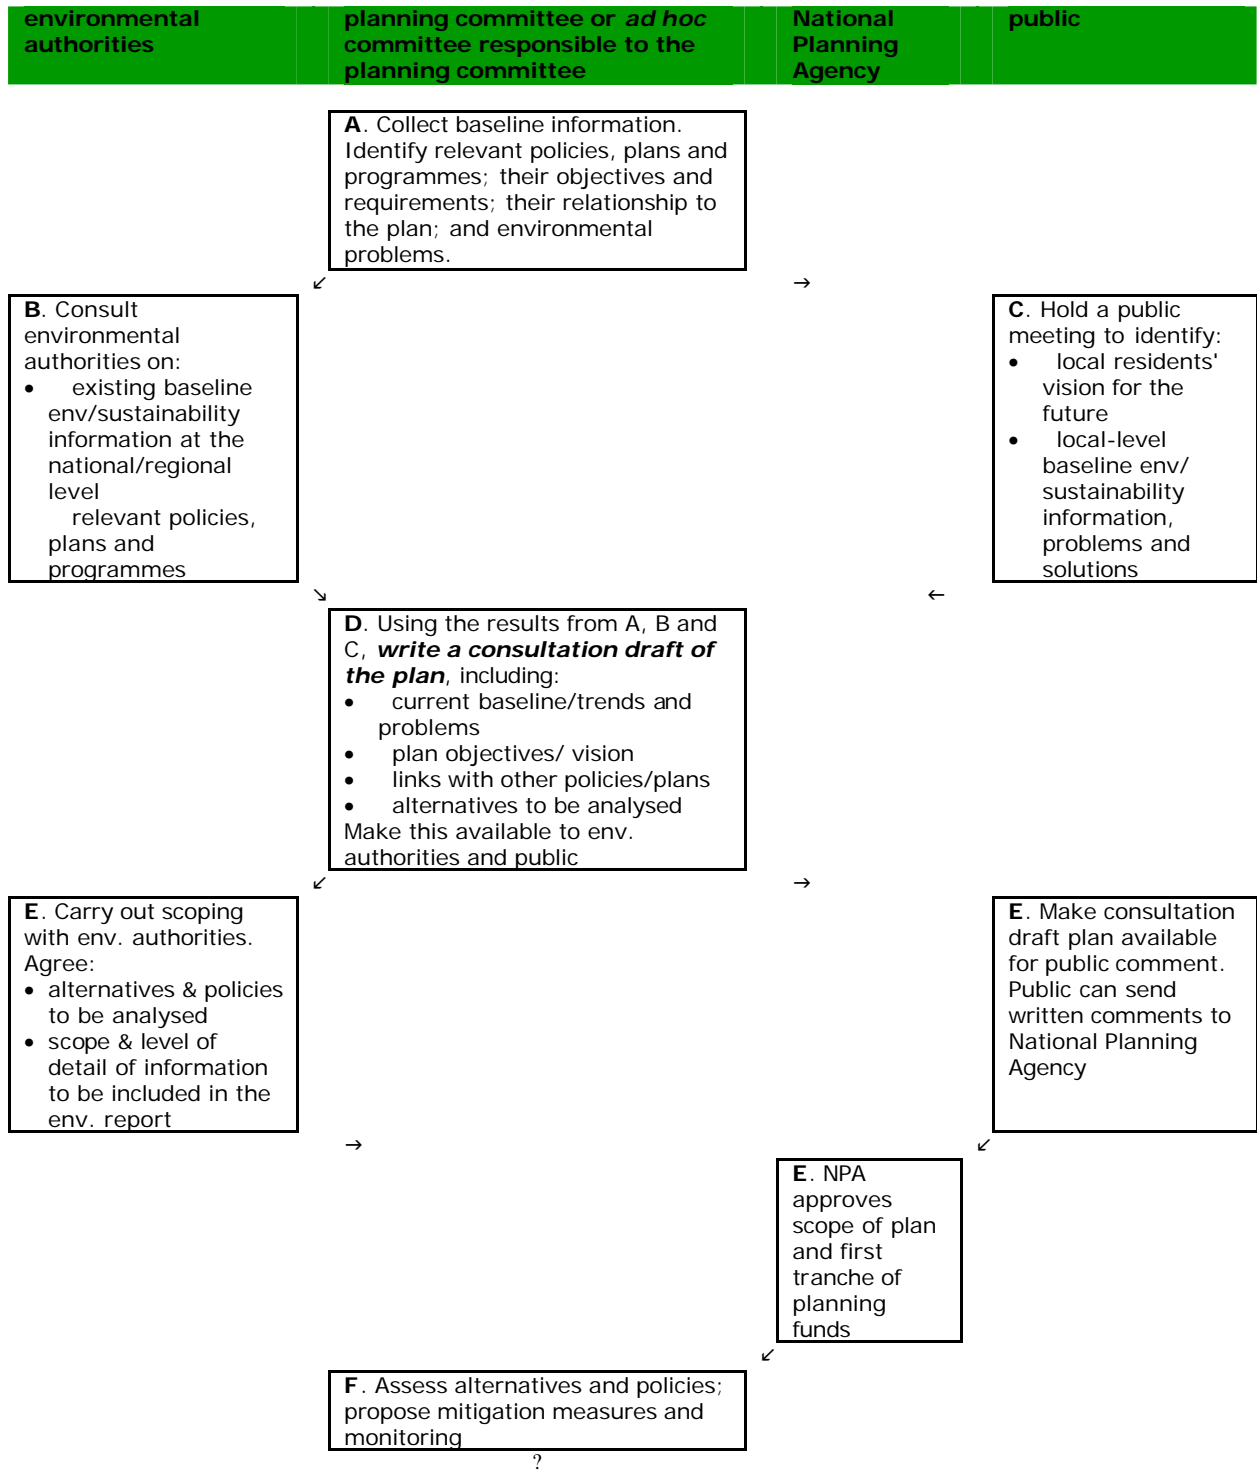 environmental
authorities
planning committee or ad hoc
committee responsible to the
planning committee
National
Planning
Agency
public
A. Collect baseline information.
Identify relevant policies, plans and
programmes; their objectives and
requirements; their relationship to
the plan; and environmental
problems.
↙ →
B. Consult
environmental
authorities on:
• existing baseline
env/sustainability
information at the
national/regional
level
relevant policies,
plans and
programmes
C. Hold a public
meeting to identify:
• local residents'
vision for the
future
• local-level
baseline env/
sustainability
information,
problems and
solutions
↘ ←
D. Using the results from A, B and
C, write a consultation draft of
the plan, including:
• current baseline/trends and
problems
• plan objectives/ vision
• links with other policies/plans
• alternatives to be analysed
Make this available to env.
authorities and public
↙ →
E. Carry out scoping
with env. authorities.
Agree:
• alternatives & policies
to be analysed
• scope & level of
detail of information
to be included in the
env. report
E. Make consultation
draft plan available
for public comment.
Public can send
written comments to
National Planning
Agency
→ ↙
E. NPA
approves
scope of plan
and first
tranche of
planning
funds
↙
F. Assess alternatives and policies;
propose mitigation measures and
monitoring
?